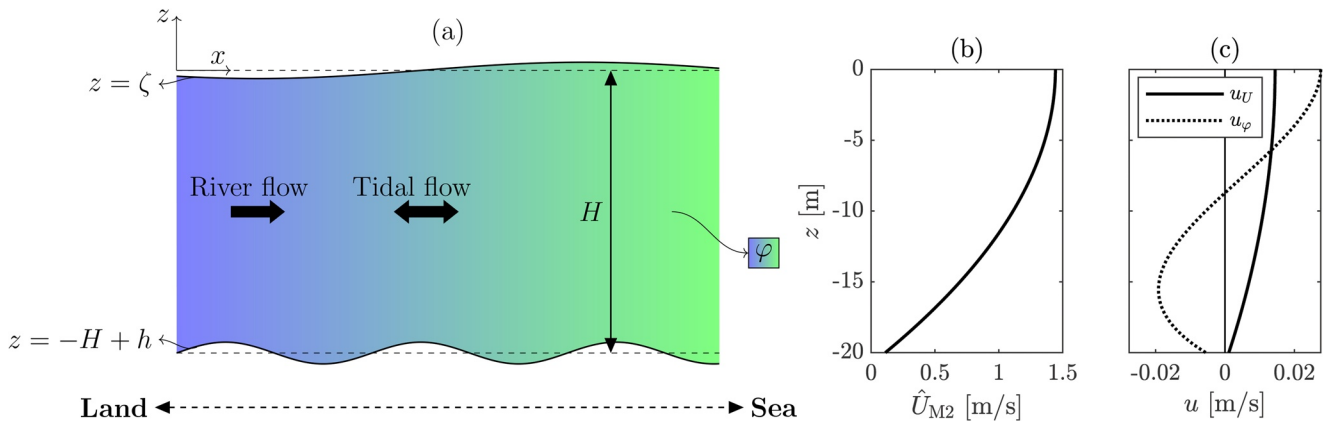 (a)
z
x
z = ζ
River flow
Tidal flow
H
φ
z = −H + h
Land
Sea
(b)
0
-5
-10
-15
-20
z [m]
0 0.5 1 1.5
Û_M2 [m/s]
(c)
u_U
u_φ
-0.02 0 0.02
u [m/s]